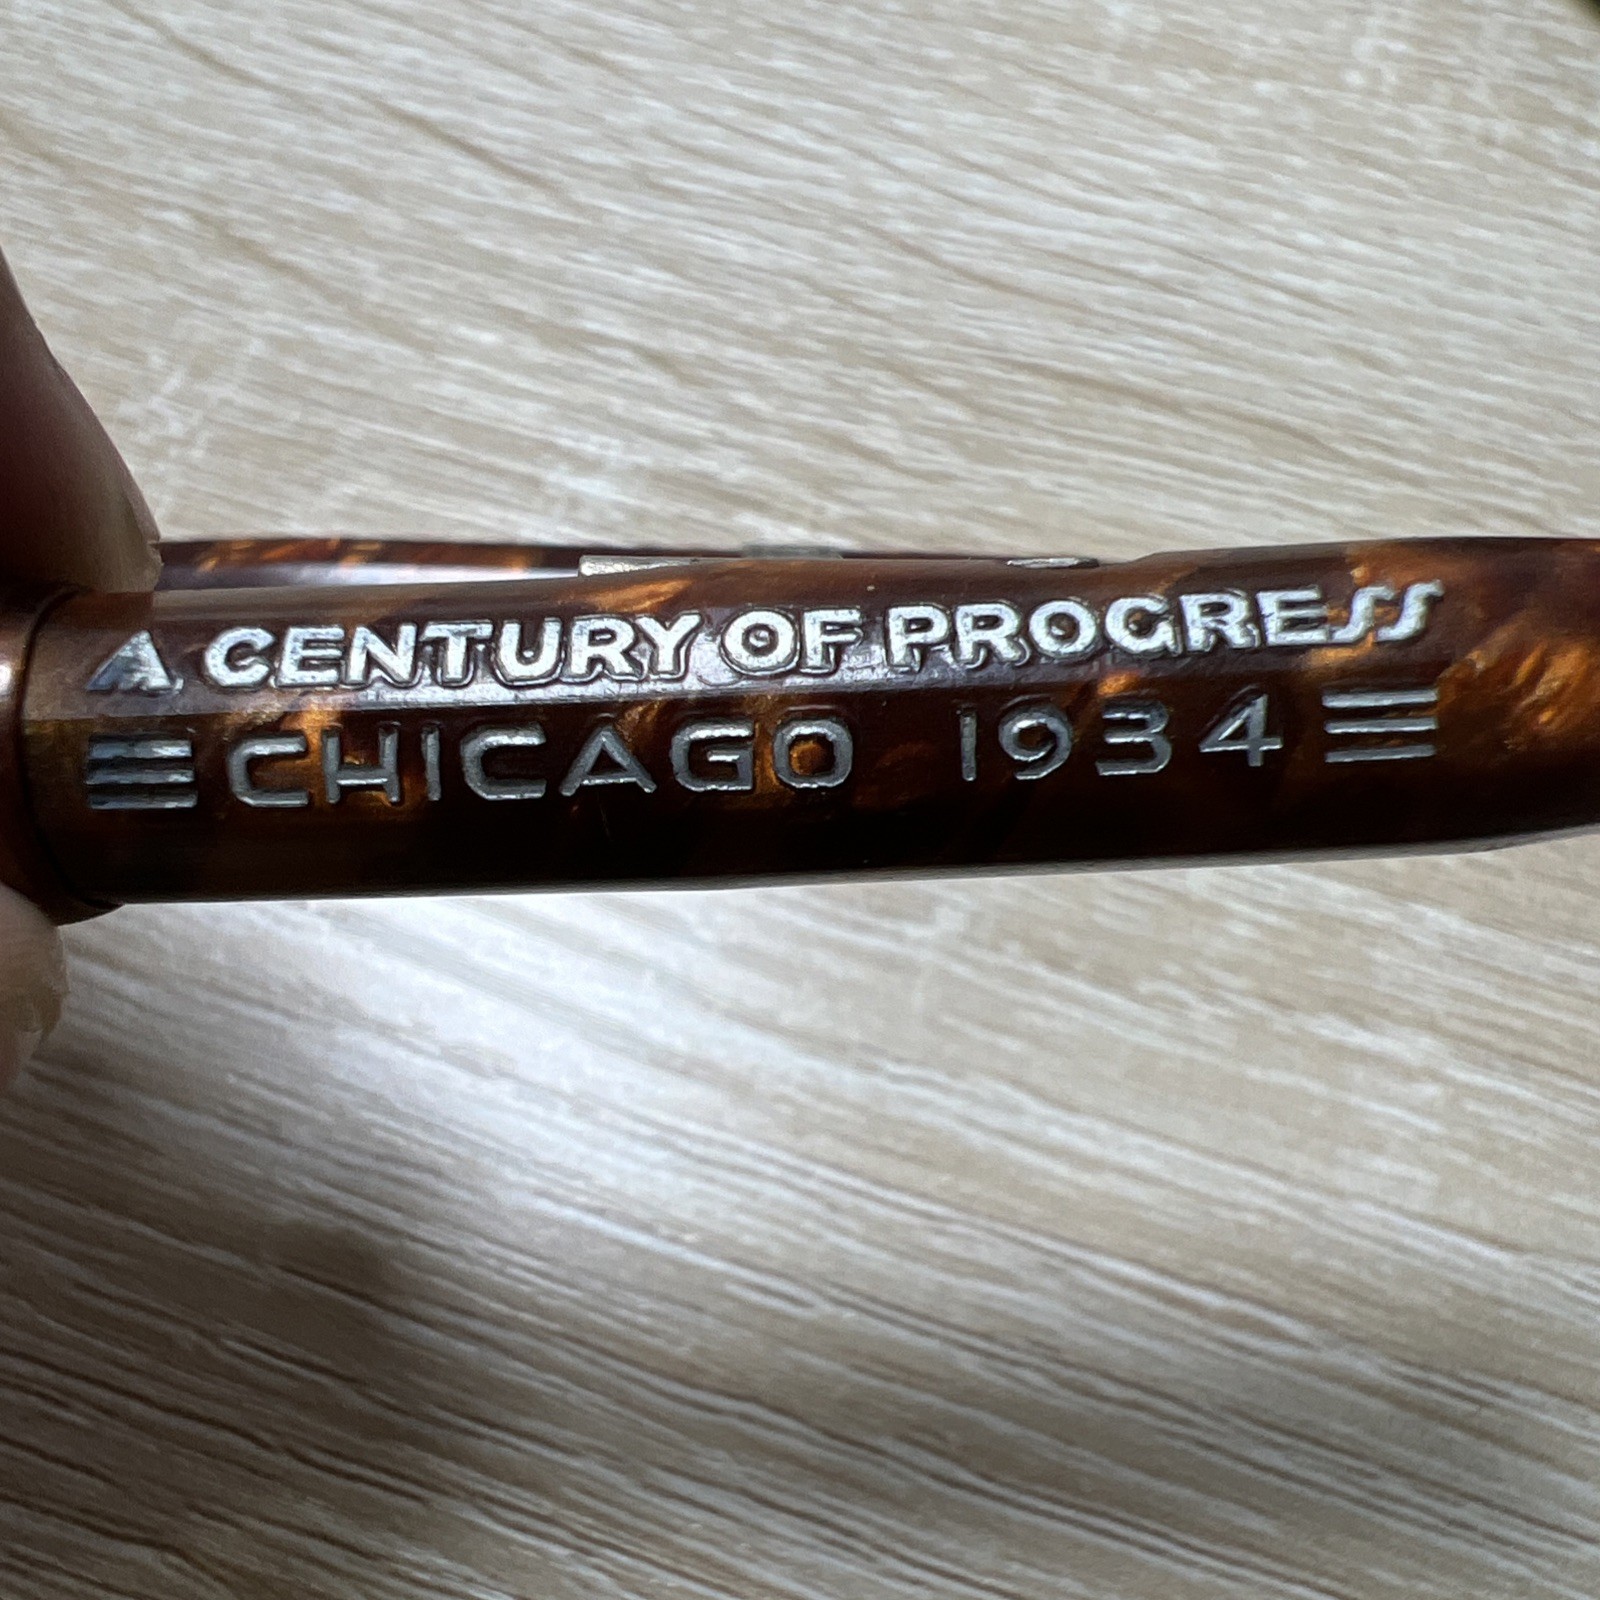 A CENTURY OF PROGRESS
CHICAGO 1934